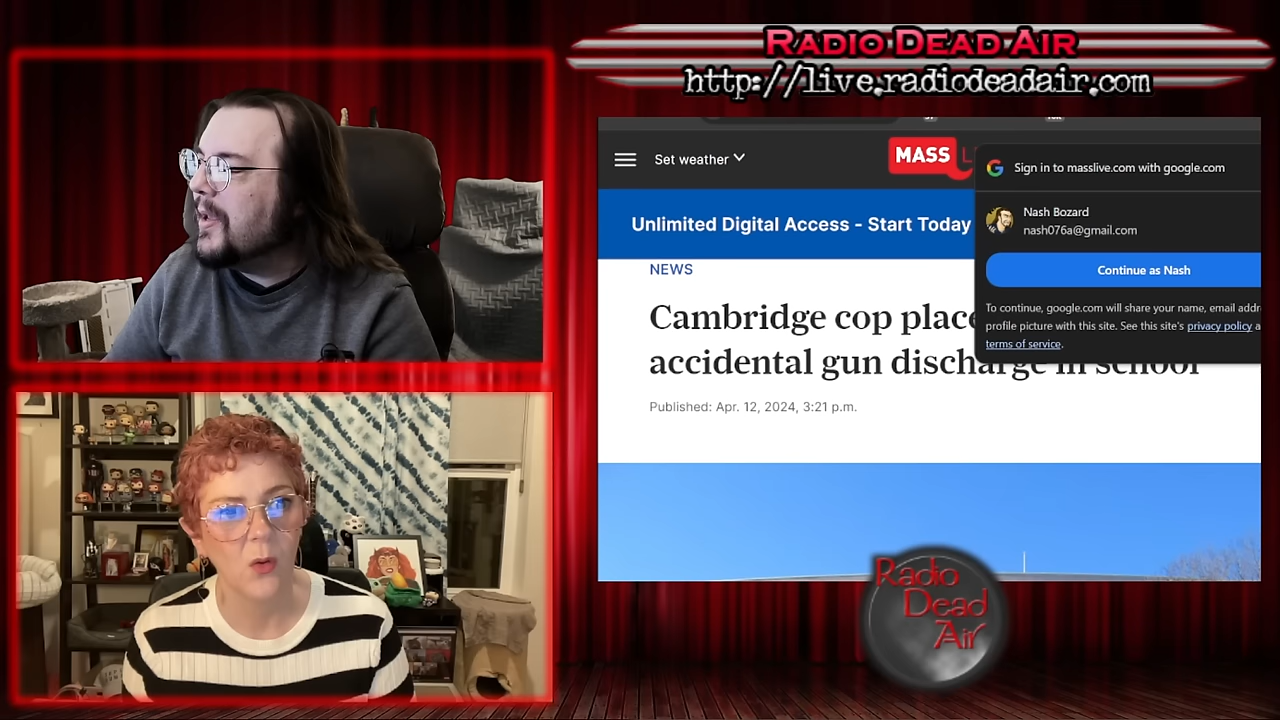 RADIO DEAD AIR
http://live.radiodeadair.com
Set weather
MASS L
Sign in to masslive.com with google.com
Unlimited Digital Access - Start Today
Nash Bozard
nash076a@gmail.com
Continue as Nash
NEWS
To continue, google.com will share your name, email addr
profile picture with this site. See this site's privacy policy a
terms of service.
Cambridge cop place
accidental gun discharge in school
Published: Apr. 12, 2024, 3:21 p.m.
Radio
Dead
Air